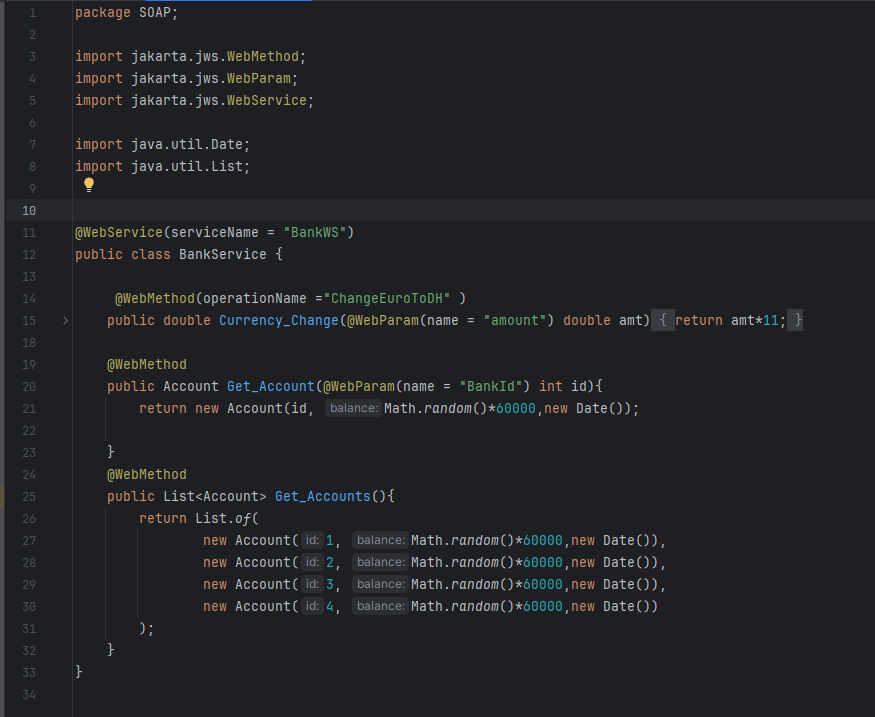 1 package SOAP;
2
3 import jakarta.jws.WebMethod;
4 import jakarta.jws.WebParam;
5 import jakarta.jws.WebService;
6
7 import java.util.Date;
8 import java.util.List;
9
10
11 @WebService(serviceName = "BankWS")
12 public class BankService {
13
14 @WebMethod(operationName ="ChangeEuroToDH" )
15 public double Currency_Change(@WebParam(name = "amount") double amt) { return amt*11; }
18
19 @WebMethod
20 public Account Get_Account(@WebParam(name = "BankId") int id){
21 return new Account(id, balance: Math.random()*60000,new Date());
22
23 }
24 @WebMethod
25 public List<Account> Get_Accounts(){
26 return List.of(
27 new Account( id: 1, balance: Math.random()*60000,new Date()),
28 new Account( id: 2, balance: Math.random()*60000,new Date()),
29 new Account( id: 3, balance: Math.random()*60000,new Date()),
30 new Account( id: 4, balance: Math.random()*60000,new Date())
31 );
32 }
33 }
34